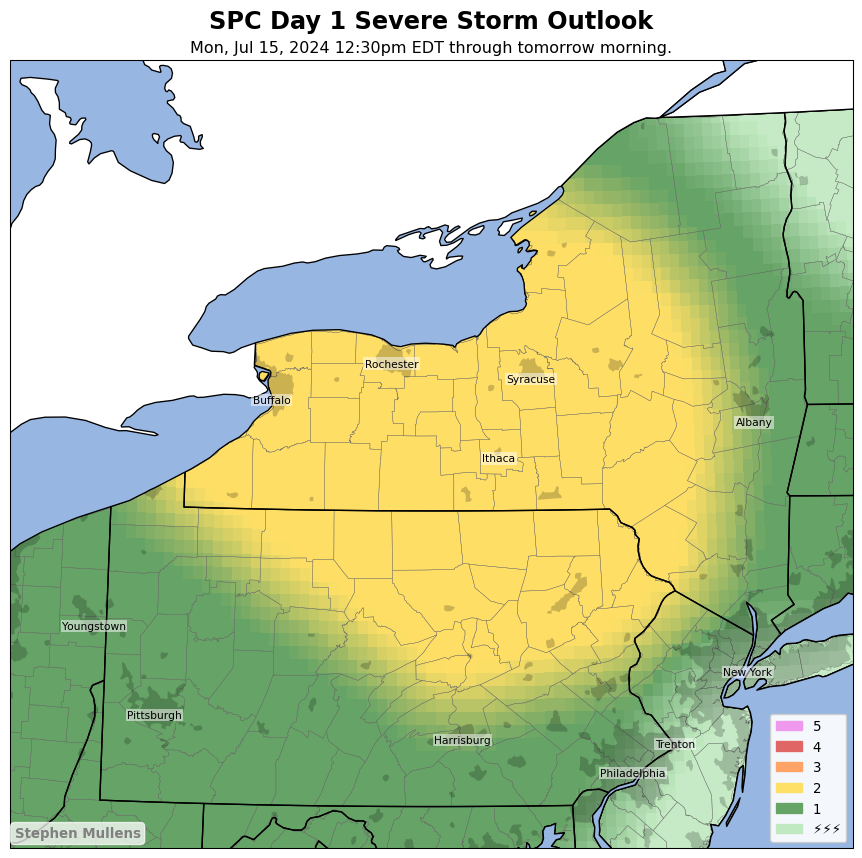 SPC Day 1 Severe Storm Outlook
Mon, Jul 15, 2024 12:30pm EDT through tomorrow morning.
Rochester
Syracuse
Buffalo
Albany
Ithaca
Youngstown
New York
Pittsburgh
Harrisburg
Trenton
Philadelphia
5
4
3
2
1
⚡⚡⚡
Stephen Mullens